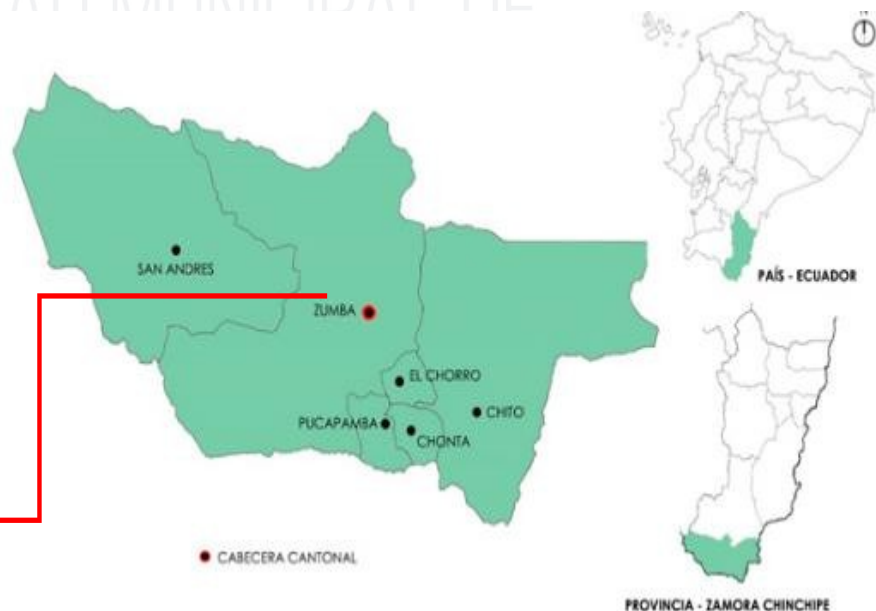 N
SAN ANDRES
ZUMBA
EL CHORRO
CHITO
PUCAPAMBA
CHONTA
CABECERA CANTONAL
PAÍS - ECUADOR
PROVINCIA - ZAMORA CHINCHIPE